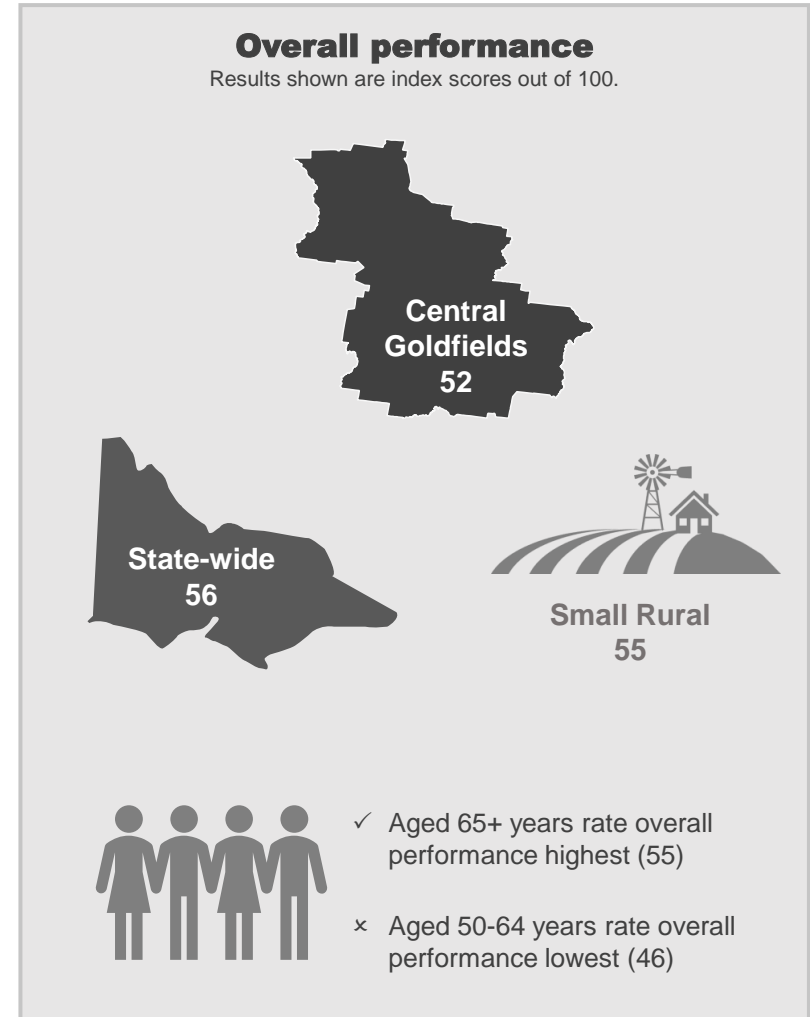 Overall performance
Results shown are index scores out of 100.
Central
Goldfields
52
State-wide
56
Small Rural
55
✓ Aged 65+ years rate overall
performance highest (55)
× Aged 50-64 years rate overall
performance lowest (46)